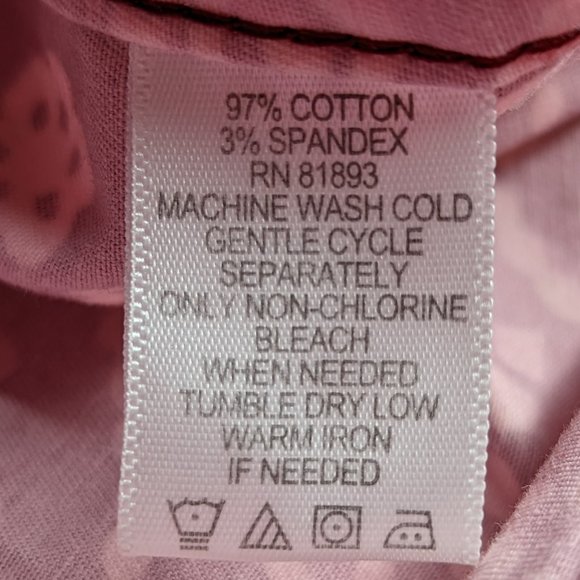 97% COTTON
3% SPANDEX
RN 81893
MACHINE WASH COLD
GENTLE CYCLE
SEPARATELY
ONLY NON-CHLORINE
BLEACH
WHEN NEEDED
TUMBLE DRY LOW
WARM IRON
IF NEEDED